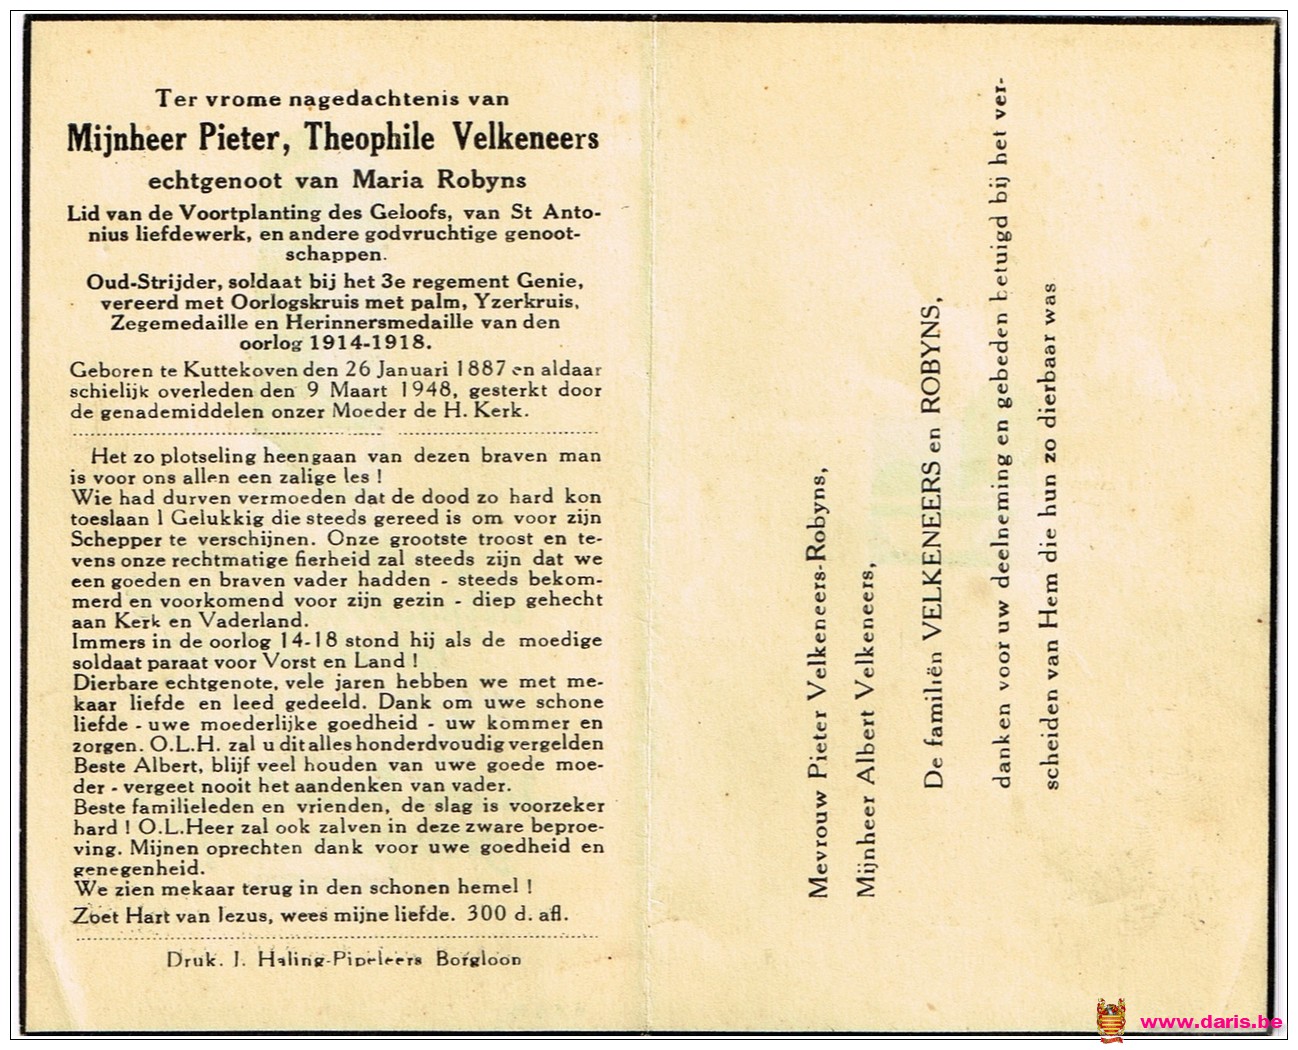 Ter vrome nagedachtenis van
Mijnheer Pieter, Theophile Velkeneers
echtgenoot van Maria Robyns
Lid van de Voortplanting des Geloofs, van St Anto-
nius liefdewerk, en andere godvruchtige genoot-
schappen.
Oud-Strijder, soldaat bij het 3e regement Genie,
vereerd met Oorlogskruis met palm, Yzerkruis,
Zegemedaille en Herinnersmedaille van den
oorlog 1914-1918.
Geboren te Kuttekoven den 26 Januari 1887 en aldaar
schielijk overleden den 9 Maart 1948, gesterkt door
de genademiddelen onzer Moeder de H. Kerk.
Het zo plotseling heengaan van dezen braven man
is voor ons allen een zalige les !
Wie had durven vermoeden dat de dood zo hard kon
toeslaan ! Gelukkig die steeds gereed is om voor zijn
Schepper te verschijnen. Onze grootste troost en te-
vens onze rechtmatige fierheid zal steeds zijn dat we
een goeden en braven vader hadden - steeds bekom-
merd en voorkomend voor zijn gezin - diep gehecht
aan Kerk en Vaderland.
Immers in de oorlog 14-18 stond hij als de moedige
soldaat paraat voor Vorst en Land !
Dierbare echtgenote, vele jaren hebben we met me-
kaar liefde en leed gedeeld. Dank om uwe schone
liefde - uwe moederlijke goedheid - uw kommer en
zorgen. O.L.H. zal u dit alles honderdvoudig vergelden
Beste Albert, blijf veel houden van uwe goede moe-
der - vergeet nooit het aandenken van vader.
Beste familieleden en vrienden, de slag is voorzeker
hard ! O.L.Heer zal ook zalven in deze zware beproe-
ving. Mijnen oprechten dank voor uwe goedheid en
genegenheid.
We zien mekaar terug in den schonen hemel !
Zoet Hart van Jezus, wees mijne liefde. 300 d. afl.
Druk. J. Haling-Pipeleers Borgloon
Mevrouw Pieter Velkeneers-Robyns,
Mijnheer Albert Velkeneers,
De familiën VELKENEERS en ROBYNS,
danken voor uw deelneming en gebeden betuigd bij het ver-
scheiden van Hem die hun zo dierbaar was
www.daris.be